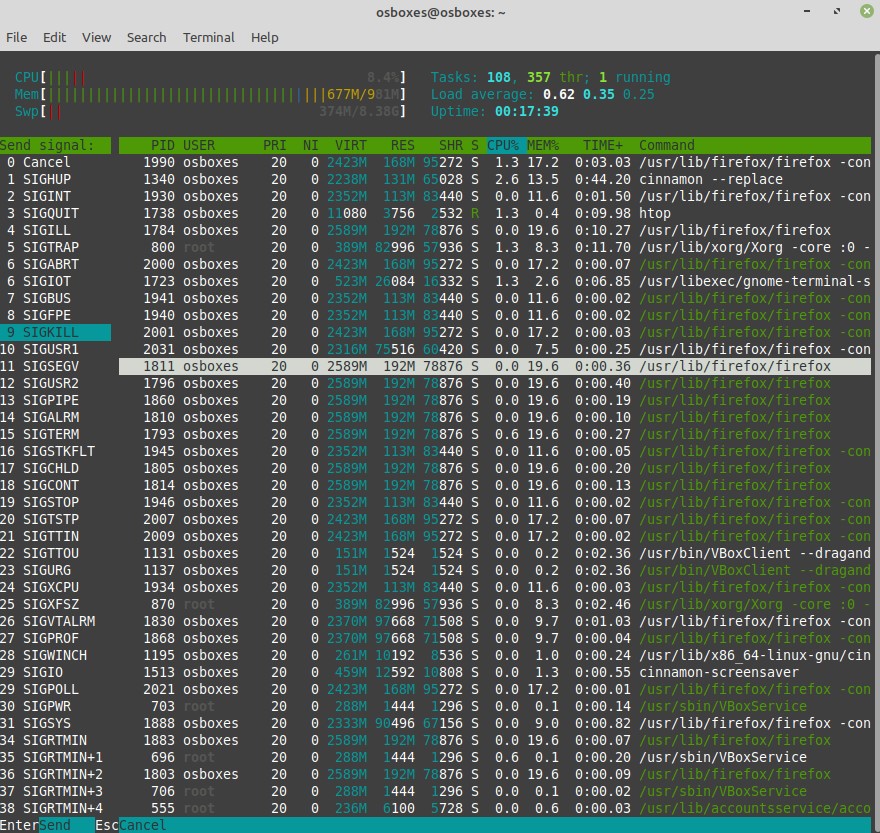 osboxes@osboxes: ~
File Edit View Search Terminal Help
CPU[||||| 8.4%] Tasks: 108, 357 thr; 1 running
Mem[||||||||||||||||||||||||||||||||||||677M/981M] Load average: 0.62 0.35 0.25
Swp[|| 374M/8.38G] Uptime: 00:17:39
Send signal: PID USER PRI NI VIRT RES SHR S CPU% MEM% TIME+ Command
0 Cancel 1990 osboxes 20 0 2423M 168M 95272 S 1.3 17.2 0:03.03 /usr/lib/firefox/firefox -con
1 SIGHUP 1340 osboxes 20 0 2238M 131M 65028 S 2.6 13.5 0:44.20 cinnamon --replace
2 SIGINT 1930 osboxes 20 0 2352M 113M 83440 S 0.0 11.6 0:01.50 /usr/lib/firefox/firefox -con
3 SIGQUIT 1738 osboxes 20 0 11080 3756 2532 R 1.3 0.4 0:09.98 htop
4 SIGILL 1784 osboxes 20 0 2589M 192M 78876 S 0.0 19.6 0:10.27 /usr/lib/firefox/firefox
5 SIGTRAP 800 root 20 0 389M 82996 57936 S 1.3 8.3 0:11.70 /usr/lib/xorg/Xorg -core :0 -
6 SIGABRT 2000 osboxes 20 0 2423M 168M 95272 S 0.0 17.2 0:00.07 /usr/lib/firefox/firefox -con
6 SIGIOT 1723 osboxes 20 0 523M 26084 16332 S 1.3 2.6 0:06.85 /usr/libexec/gnome-terminal-s
7 SIGBUS 1941 osboxes 20 0 2352M 113M 83440 S 0.0 11.6 0:00.02 /usr/lib/firefox/firefox -con
8 SIGFPE 1940 osboxes 20 0 2352M 113M 83440 S 0.0 11.6 0:00.02 /usr/lib/firefox/firefox -con
9 SIGKILL 2001 osboxes 20 0 2423M 168M 95272 S 0.0 17.2 0:00.03 /usr/lib/firefox/firefox -con
10 SIGUSR1 2031 osboxes 20 0 2316M 75516 60420 S 0.0 7.5 0:00.25 /usr/lib/firefox/firefox -con
11 SIGSEGV 1811 osboxes 20 0 2589M 192M 78876 S 0.0 19.6 0:00.36 /usr/lib/firefox/firefox
12 SIGUSR2 1796 osboxes 20 0 2589M 192M 78876 S 0.0 19.6 0:00.40 /usr/lib/firefox/firefox
13 SIGPIPE 1860 osboxes 20 0 2589M 192M 78876 S 0.0 19.6 0:00.19 /usr/lib/firefox/firefox
14 SIGALRM 1810 osboxes 20 0 2589M 192M 78876 S 0.0 19.6 0:00.10 /usr/lib/firefox/firefox
15 SIGTERM 1793 osboxes 20 0 2589M 192M 78876 S 0.6 19.6 0:00.27 /usr/lib/firefox/firefox
16 SIGSTKFLT 1945 osboxes 20 0 2352M 113M 83440 S 0.0 11.6 0:00.05 /usr/lib/firefox/firefox -con
17 SIGCHLD 1805 osboxes 20 0 2589M 192M 78876 S 0.0 19.6 0:00.20 /usr/lib/firefox/firefox
18 SIGCONT 1814 osboxes 20 0 2589M 192M 78876 S 0.0 19.6 0:00.13 /usr/lib/firefox/firefox
19 SIGSTOP 1946 osboxes 20 0 2352M 113M 83440 S 0.0 11.6 0:00.02 /usr/lib/firefox/firefox -con
20 SIGTSTP 2007 osboxes 20 0 2423M 168M 95272 S 0.0 17.2 0:00.07 /usr/lib/firefox/firefox -con
21 SIGTTIN 2009 osboxes 20 0 2423M 168M 95272 S 0.0 17.2 0:00.02 /usr/lib/firefox/firefox -con
22 SIGTTOU 1131 osboxes 20 0 151M 1524 1524 S 0.0 0.2 0:02.36 /usr/bin/VBoxClient --dragand
23 SIGURG 1137 osboxes 20 0 151M 1524 1524 S 0.0 0.2 0:02.36 /usr/bin/VBoxClient --dragand
24 SIGXCPU 1934 osboxes 20 0 2352M 113M 83440 S 0.0 11.6 0:00.03 /usr/lib/firefox/firefox -con
25 SIGXFSZ 870 root 20 0 389M 82996 57936 S 0.0 8.3 0:02.46 /usr/lib/xorg/Xorg -core :0 -
26 SIGVTALRM 1830 osboxes 20 0 2370M 97668 71508 S 0.0 9.7 0:01.03 /usr/lib/firefox/firefox -con
27 SIGPROF 1868 osboxes 20 0 2370M 97668 71508 S 0.0 9.7 0:00.04 /usr/lib/firefox/firefox -con
28 SIGWINCH 1195 osboxes 20 0 261M 10192 8536 S 0.0 1.0 0:00.24 /usr/lib/x86_64-linux-gnu/cin
29 SIGIO 1513 osboxes 20 0 459M 12592 10808 S 0.0 1.3 0:00.55 cinnamon-screensaver
29 SIGPOLL 2021 osboxes 20 0 2423M 168M 95272 S 0.0 17.2 0:00.01 /usr/lib/firefox/firefox -con
30 SIGPWR 703 root 20 0 288M 1444 1296 S 0.0 0.1 0:00.14 /usr/sbin/VBoxService
31 SIGSYS 1888 osboxes 20 0 2333M 90496 67156 S 0.0 9.0 0:00.82 /usr/lib/firefox/firefox -con
34 SIGRTMIN 1883 osboxes 20 0 2589M 192M 78876 S 0.0 19.6 0:00.07 /usr/lib/firefox/firefox
35 SIGRTMIN+1 696 root 20 0 288M 1444 1296 S 0.6 0.1 0:00.20 /usr/sbin/VBoxService
36 SIGRTMIN+2 1803 osboxes 20 0 2589M 192M 78876 S 0.0 19.6 0:00.09 /usr/lib/firefox/firefox
37 SIGRTMIN+3 706 root 20 0 288M 1444 1296 S 0.0 0.1 0:00.02 /usr/sbin/VBoxService
38 SIGRTMIN+4 555 root 20 0 236M 6100 5728 S 0.0 0.6 0:00.03 /usr/lib/accountsservice/acco
EnterSend EscCancel